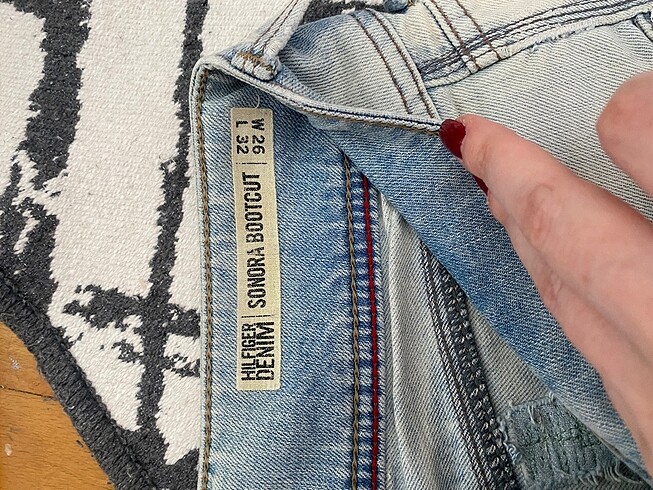 HILFIGER
DENIM
SONORA BOOTCUT
W 26
L 32